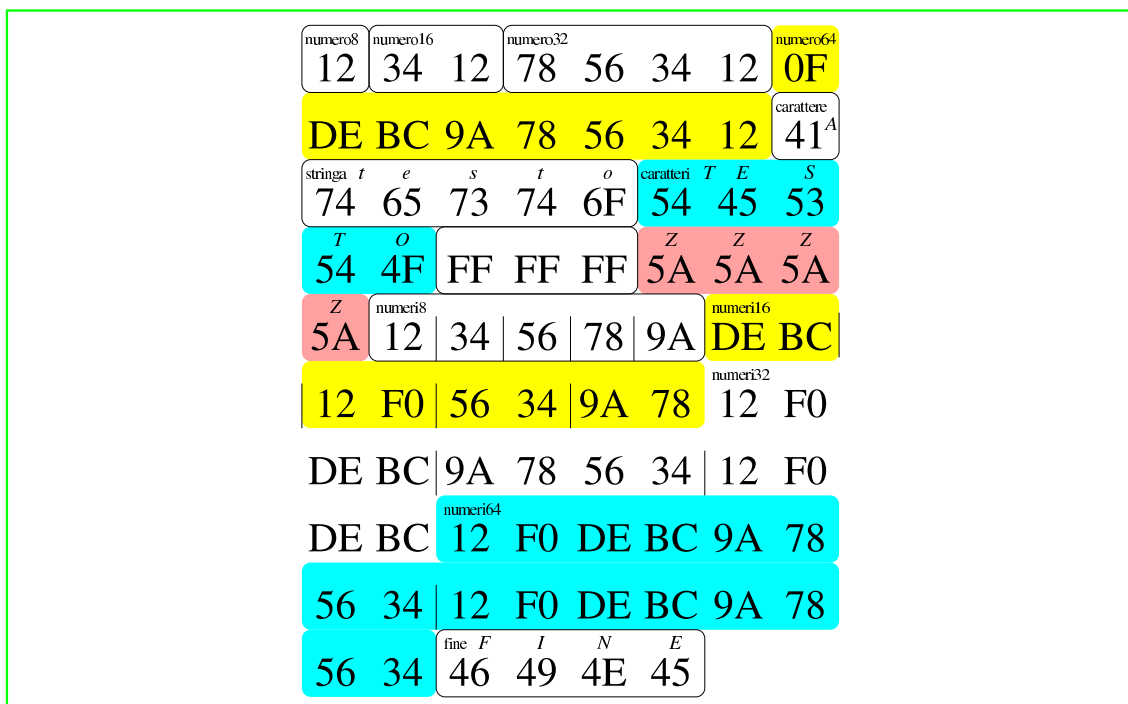 numero8 numero16 numero32 numero64
12 34 12 78 56 34 12 0F
carattere
DE BC 9A 78 56 34 12 41 A
stringa t e s t o caratteri T E S
74 65 73 74 6F 54 45 53
T O Z Z Z
54 4F FF FF FF 5A 5A 5A
Z numeri8 numeri16
5A 12 34 56 78 9A DE BC
numeri32
12 F0 56 34 9A 78 12 F0
DE BC 9A 78 56 34 12 F0
numeri64
DE BC 12 F0 DE BC 9A 78
56 34 12 F0 DE BC 9A 78
fine F I N E
56 34 46 49 4E 45